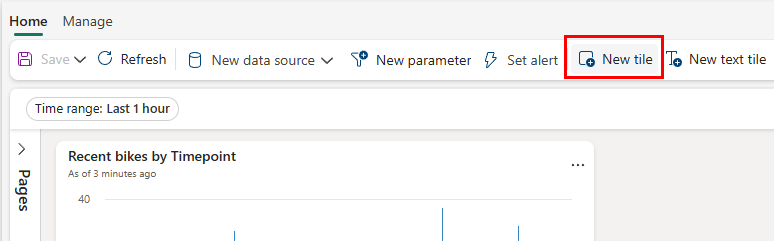 Home Manage
Save Refresh New data source New parameter Set alert New tile New text tile
Time range: Last 1 hour
Pages
Recent bikes by Timepoint
As of 3 minutes ago
40